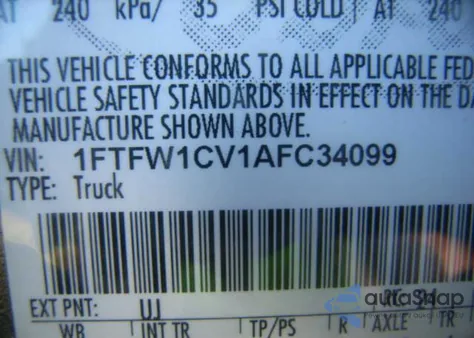 AT 240 kPa/ 35 PSI COLD AT 240
THIS VEHICLE CONFORMS TO ALL APPLICABLE FED
VEHICLE SAFETY STANDARDS IN EFFECT ON THE DA
MANUFACTURE SHOWN ABOVE.
VIN: 1FTFW1CV1AFC34099
TYPE: Truck
EXT PNT: UJ
WB INT TR TP/PS R AXLE TR
autoSnap